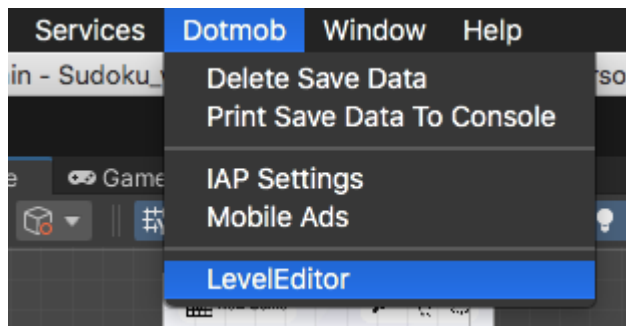 Services Dotmob Window Help
in - Sudoku_
Delete Save Data
Print Save Data To Console
Game
IAP Settings
Mobile Ads
LevelEditor